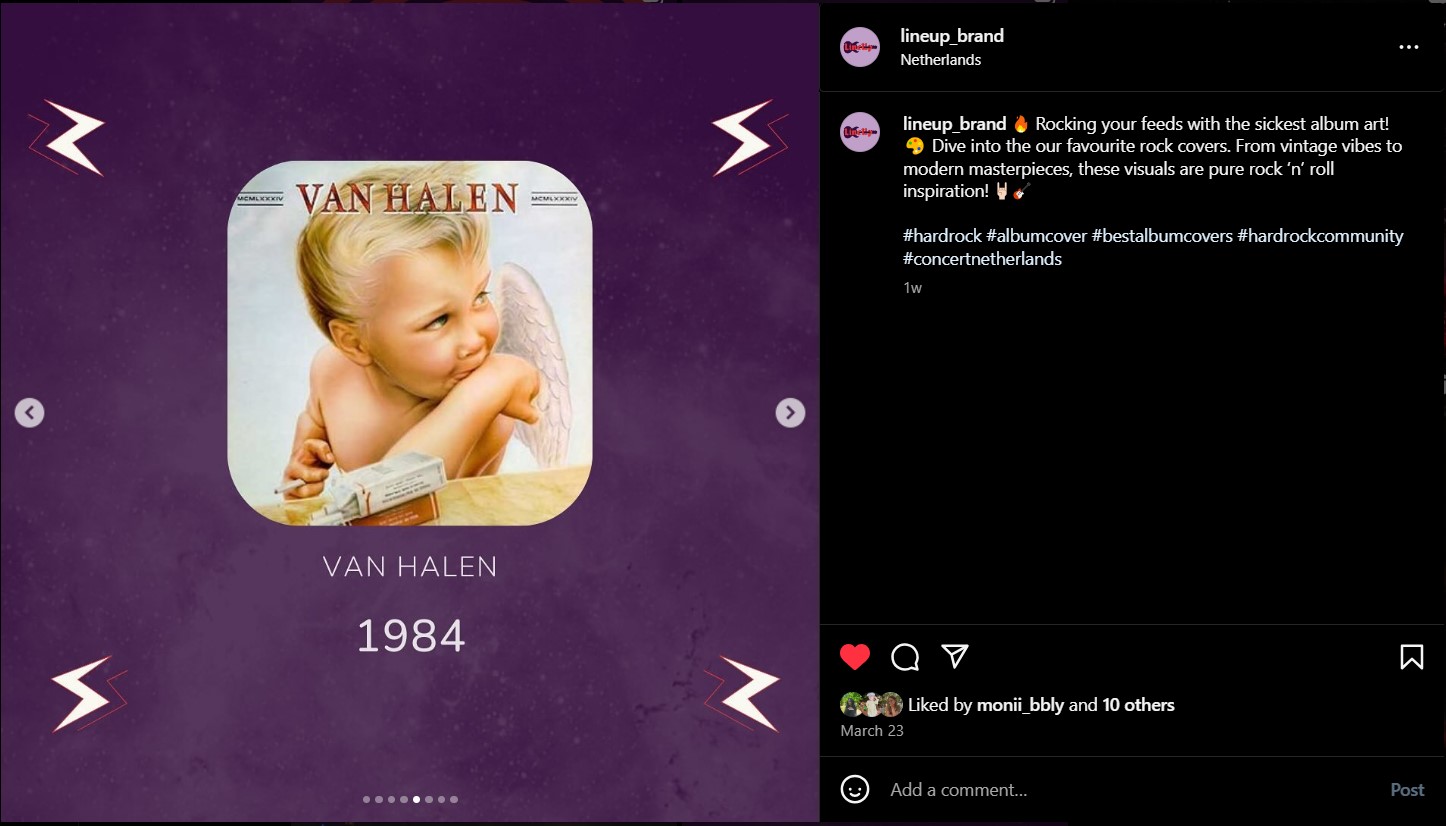 MCMLXXXIV VAN HALEN MCMLXXXIV
VAN HALEN
1984
lineup_brand
Netherlands
lineup_brand 🔥 Rocking your feeds with the sickest album art!
🎨 Dive into the our favourite rock covers. From vintage vibes to
modern masterpieces, these visuals are pure rock ‘n’ roll
inspiration! 🤘🏻🎸
#hardrock #albumcover #bestalbumcovers #hardrockcommunity
#concertnetherlands
1w
Liked by monii_bbly and 10 others
March 23
Add a comment...
Post